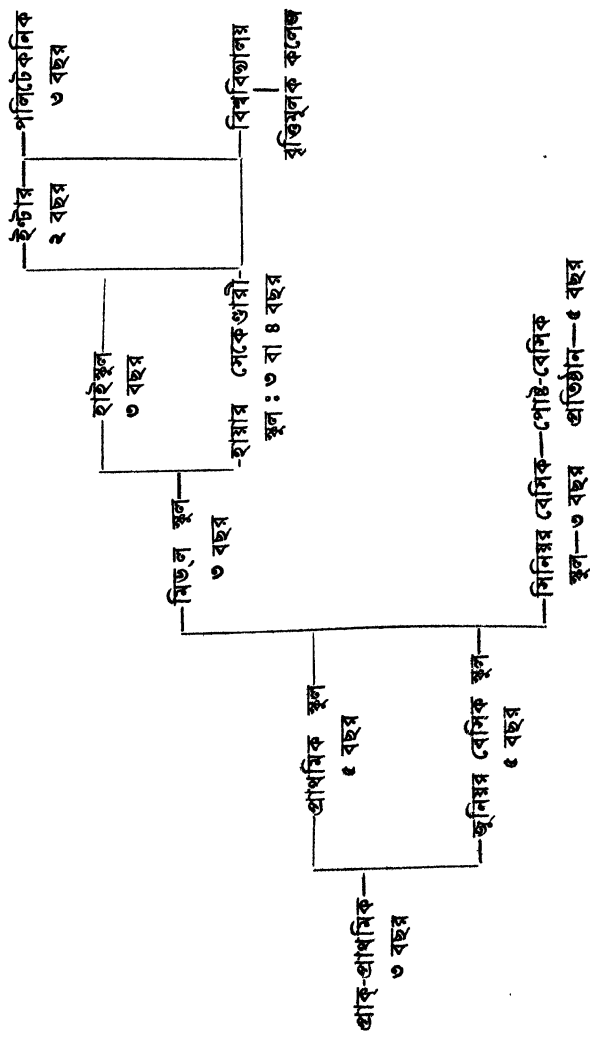 প্রাক্-প্রাথমিক
৩ বছর
প্রাথমিক স্কুল
৫ বছর
জুনিয়র বেসিক স্কুল
৫ বছর
মিড্‌ল স্কুল
৩ বছর
সিনিয়র বেসিক—পোষ্ট-বেসিক
স্কুল—৩ বছর প্রতিষ্ঠান—৫ বছর
হাইস্কুল
৩ বছর
-হায়ার সেকেণ্ডারী-
স্কুল : ৩ বা ৪ বছর
ইন্টার
২ বছর
পলিটেকনিক
৩ বছর
বিশ্ববিদ্যালয়
বৃত্তিমূলক কলেজ